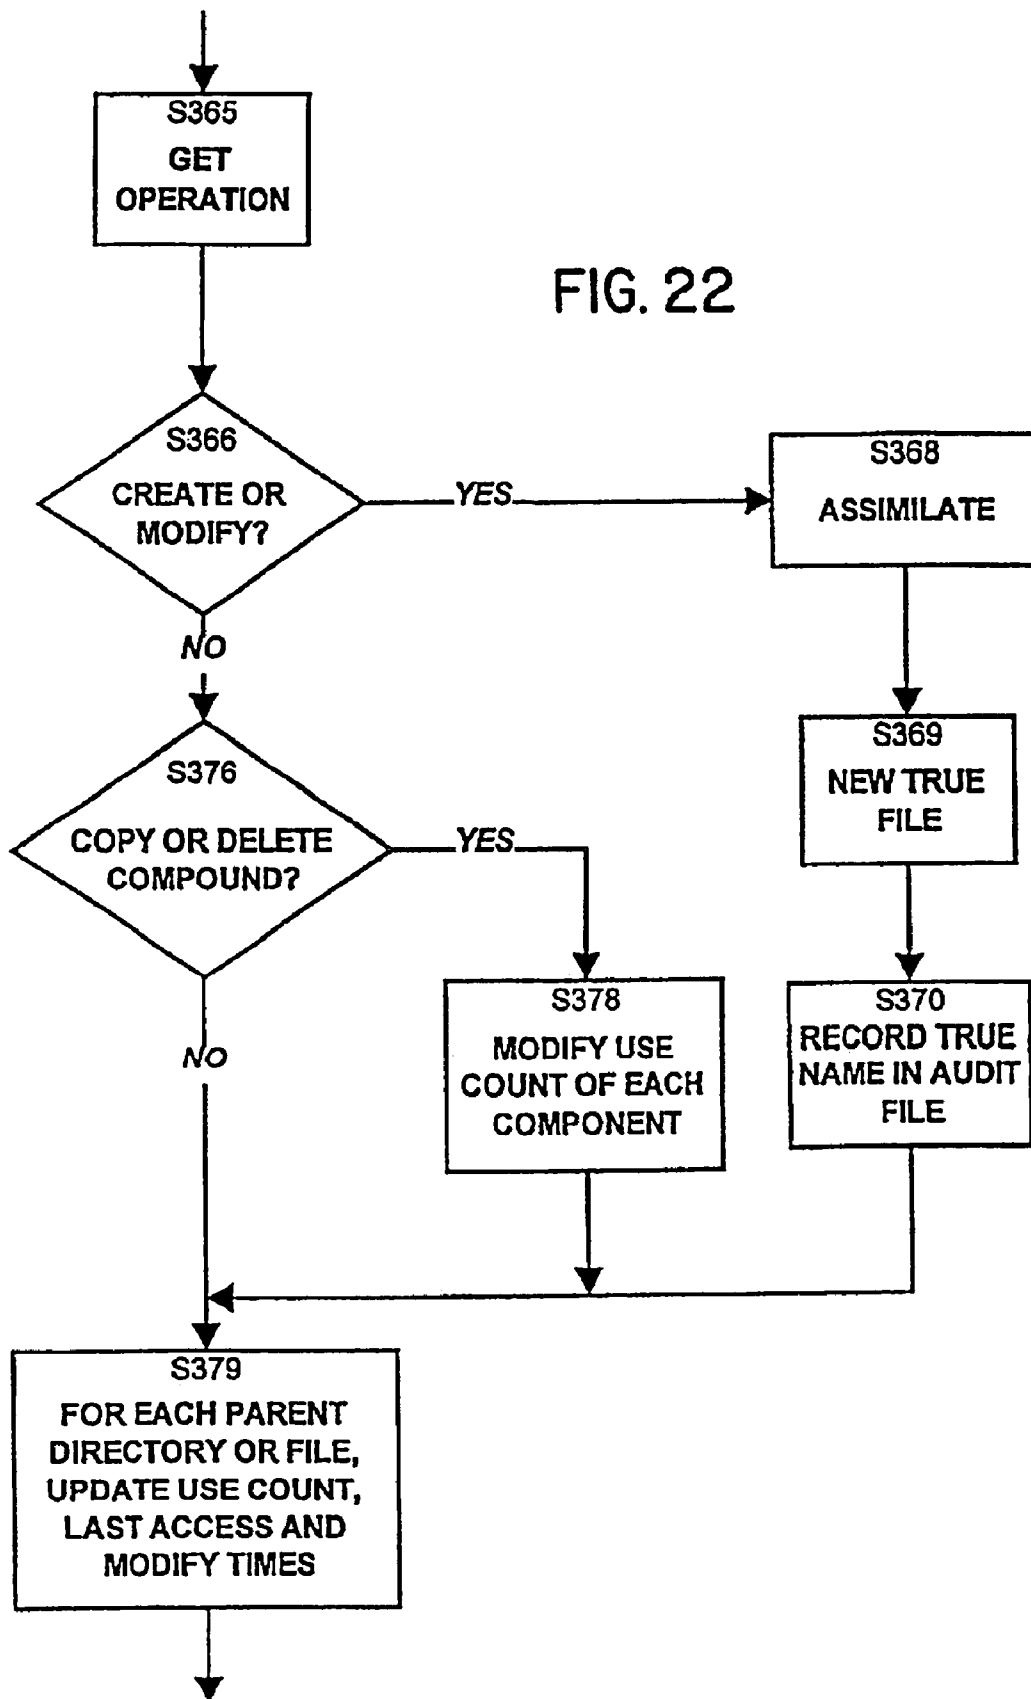 S365
GET
OPERATION
FIG. 22
S366
CREATE OR
MODIFY?
YES
S368
ASSIMILATE
NO
S369
NEW TRUE
FILE
S376
COPY OR DELETE
COMPOUND?
YES
S378
MODIFY USE
COUNT OF EACH
COMPONENT
S370
RECORD TRUE
NAME IN AUDIT
FILE
NO
S379
FOR EACH PARENT
DIRECTORY OR FILE,
UPDATE USE COUNT,
LAST ACCESS AND
MODIFY TIMES